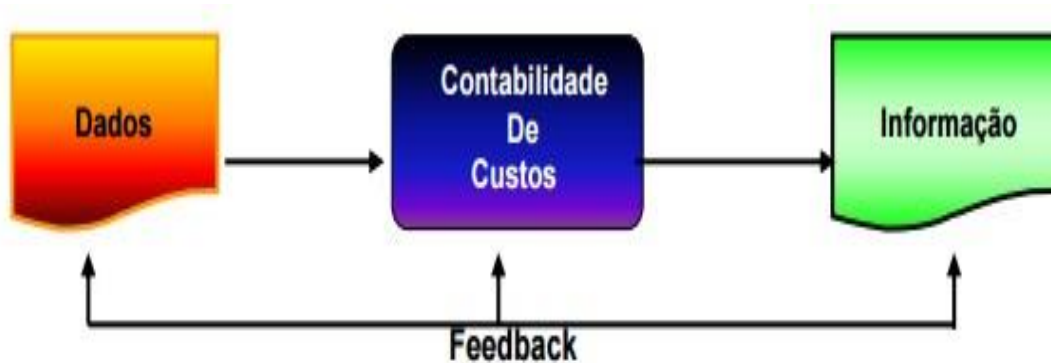 Dados
Contabilidade
De
Custos
Informação
Feedback